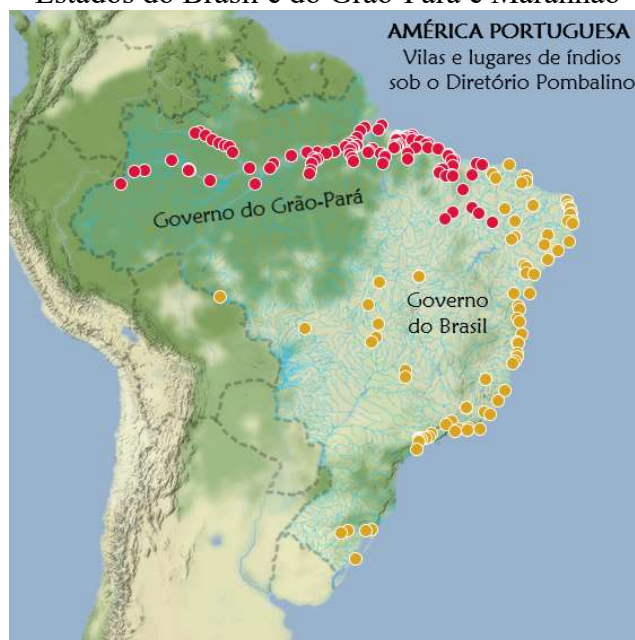 Estados do Brasil e do Grão-Pará e Maranhão
AMÉRICA PORTUGUESA
Vilas e lugares de índios
sob o Diretório Pombalino
Governo do Grão-Pará
Governo
do Brasil